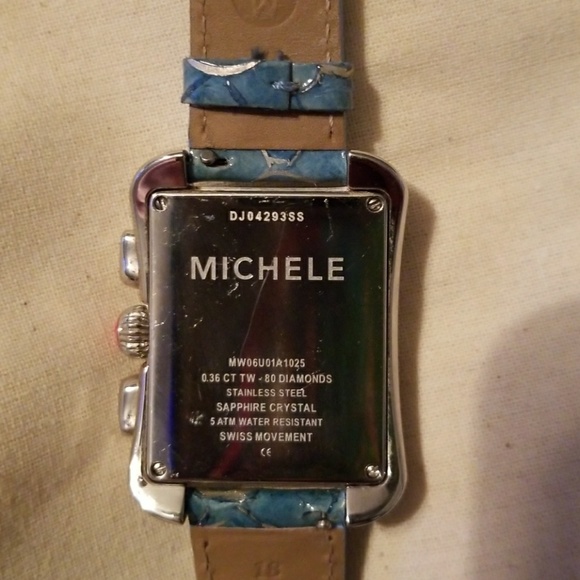 M
DJ04293SS
MICHELE
MW06U01A1025
0.36 CT TW - 80 DIAMONDS
STAINLESS STEEL
SAPPHIRE CRYSTAL
5 ATM WATER RESISTANT
SWISS MOVEMENT
CE